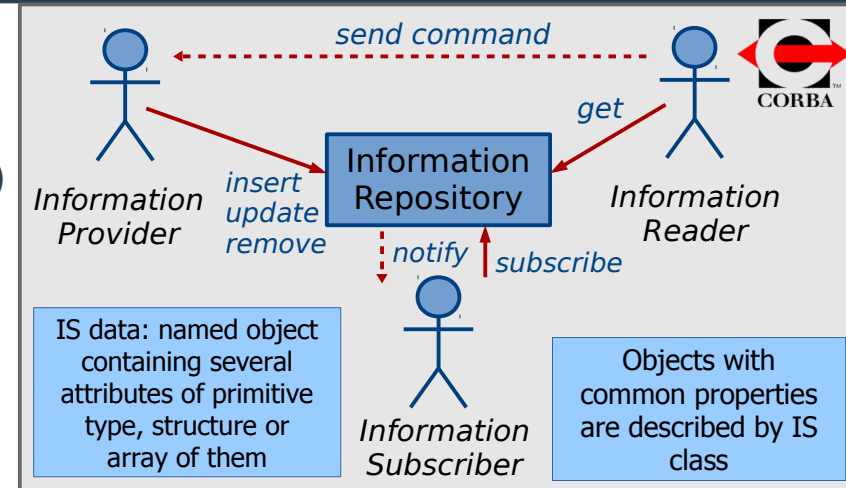 send command
CORBA
TM
get
Information
Repository
Information
Provider
insert
update
remove
Information
Reader
notify
subscribe
IS data: named object
containing several
attributes of primitive
type, structure or
array of them
Information
Subscriber
Objects with
common properties
are described by IS
class
)